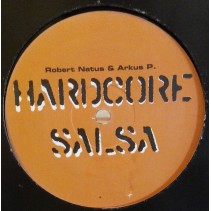 Robert Natus & Arkus P.
HARDCORE
SALSA